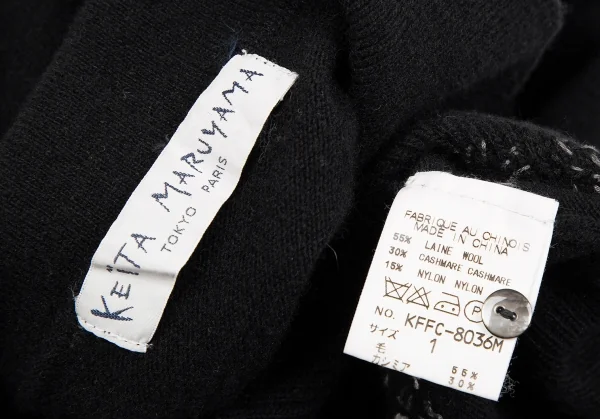 KEÏTA MARUYAMA
TOKYO PARIS
FABRIQUE AU CHINOIS
MADE IN CHINA
55% LAINE WOOL
30% CASHMARE CASHMARE
15% NYLON NYLON
P
NO. KFFC-8036M
サイズ 1
毛 55%
カシミア 30%